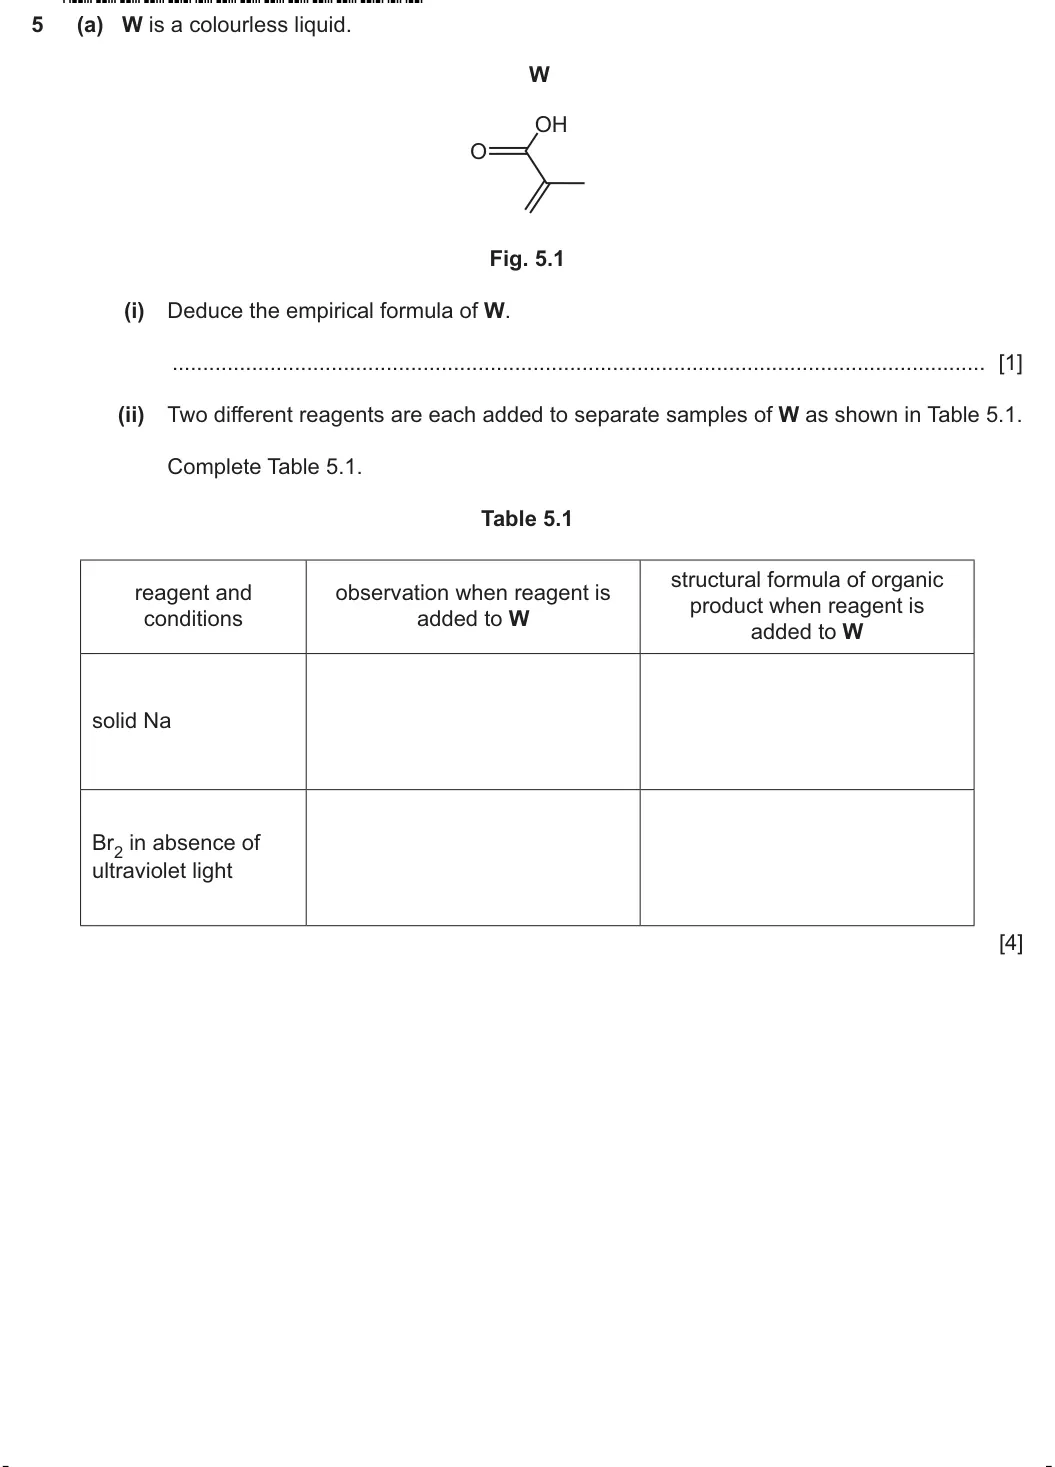 5 (a) W is a colourless liquid.
W
OH
O
Fig. 5.1
(i) Deduce the empirical formula of W.
.......................................................................................................................................... [1]
(ii) Two different reagents are each added to separate samples of W as shown in Table 5.1.
Complete Table 5.1.
Table 5.1
reagent and
conditions
observation when reagent is
added to W
structural formula of organic
product when reagent is
added to W
solid Na
Br2 in absence of
ultraviolet light
[4]